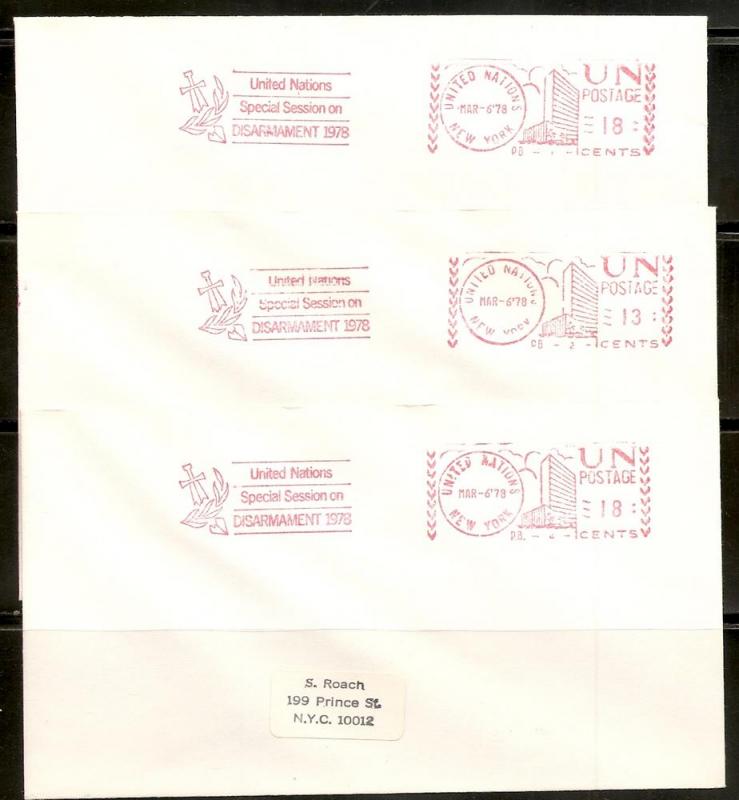 United Nations
Special Session on
DISARMAMENT 1978
UNITED NATIONS
MAR-6'78
NEW YORK
UN
POSTAGE
18
P.B. - 1 - CENTS
United Nations
Special Session on
DISARMAMENT 1978
UNITED NATIONS
MAR-6'78
NEW YORK
UN
POSTAGE
13
P.B. - 2 - CENTS
United Nations
Special Session on
DISARMAMENT 1978
UNITED NATIONS
MAR-6'78
NEW YORK
UN
POSTAGE
18
P.B. - 4 - CENTS
S. Roach
199 Prince St.
N.Y.C. 10012